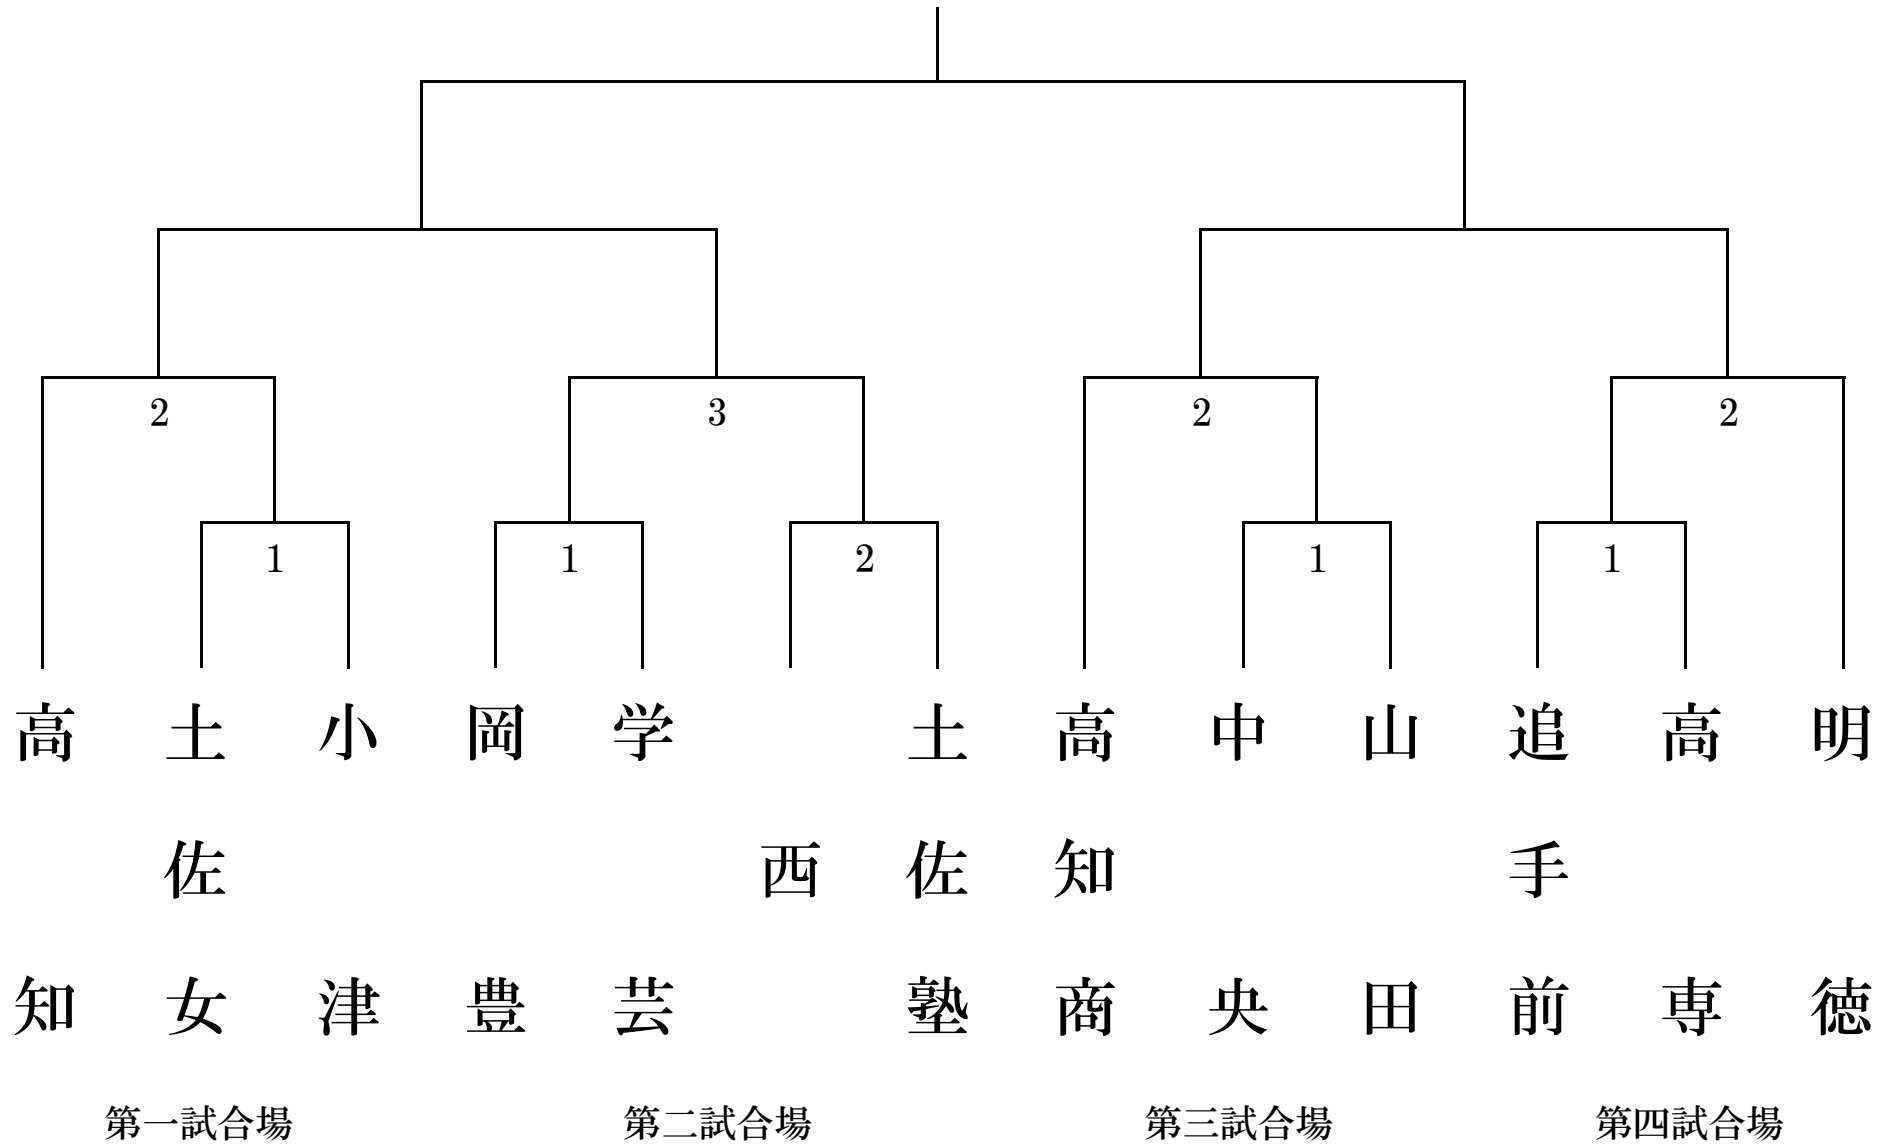 2
3
2
2
1
1
2
1
1
高知
土佐女
小津
岡豊
学芸
西
土佐塾
高知商
中央
山田
追手前
高専
明徳
第一試合場
第二試合場
第三試合場
第四試合場